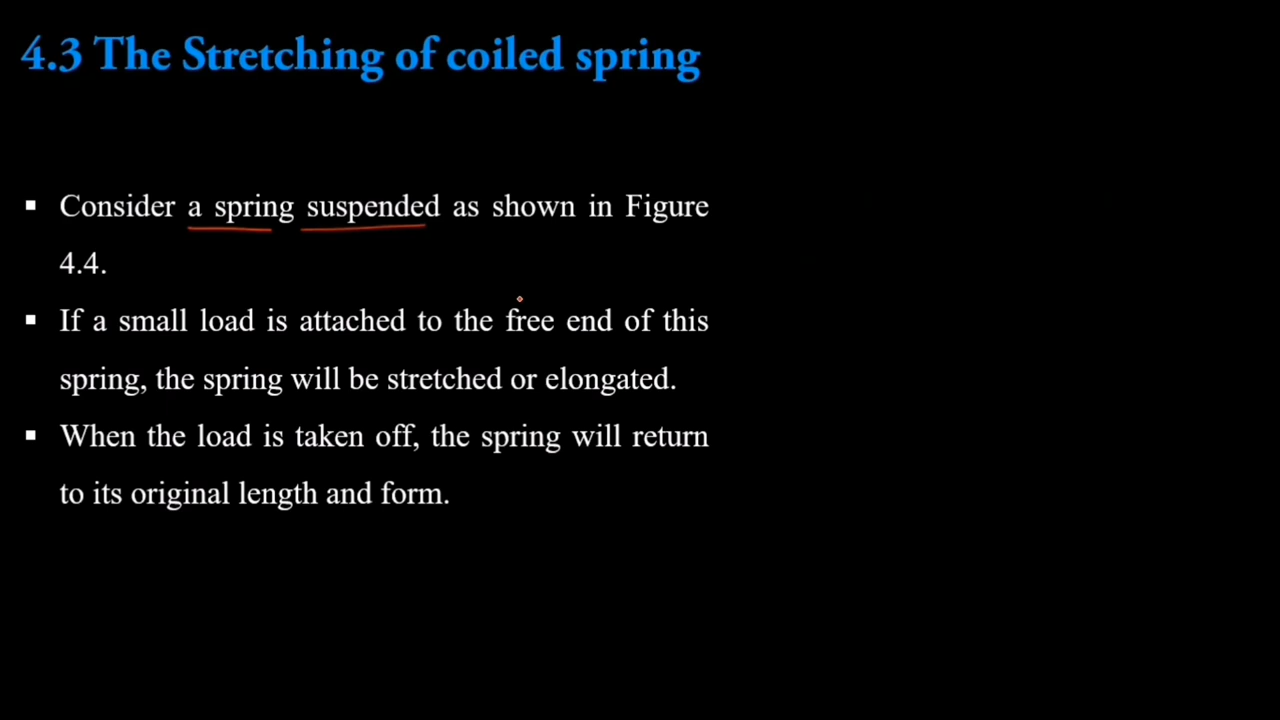 4.3 The Stretching of coiled spring
▪ Consider a spring suspended as shown in Figure
4.4.
▪ If a small load is attached to the free end of this
spring, the spring will be stretched or elongated.
▪ When the load is taken off, the spring will return
to its original length and form.